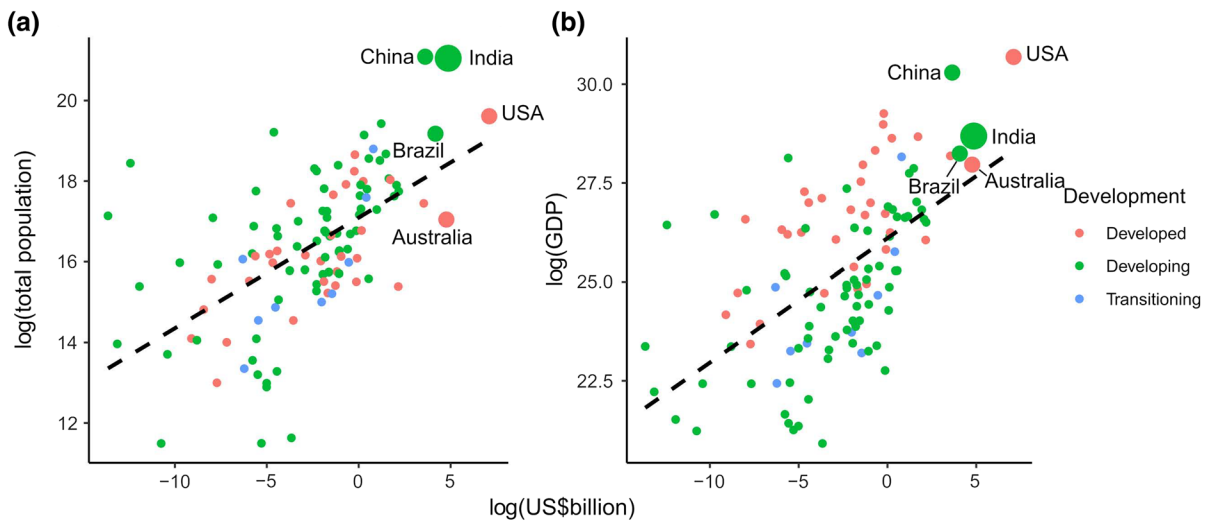 (a)
log(total population)
20
18
16
14
12
China
India
USA
Brazil
Australia
−10
−5
0
5
(b)
log(GDP)
30.0
27.5
25.0
22.5
USA
China
India
Brazil
Australia
−10
−5
0
5
log(US$billion)
Development
Developed
Developing
Transitioning